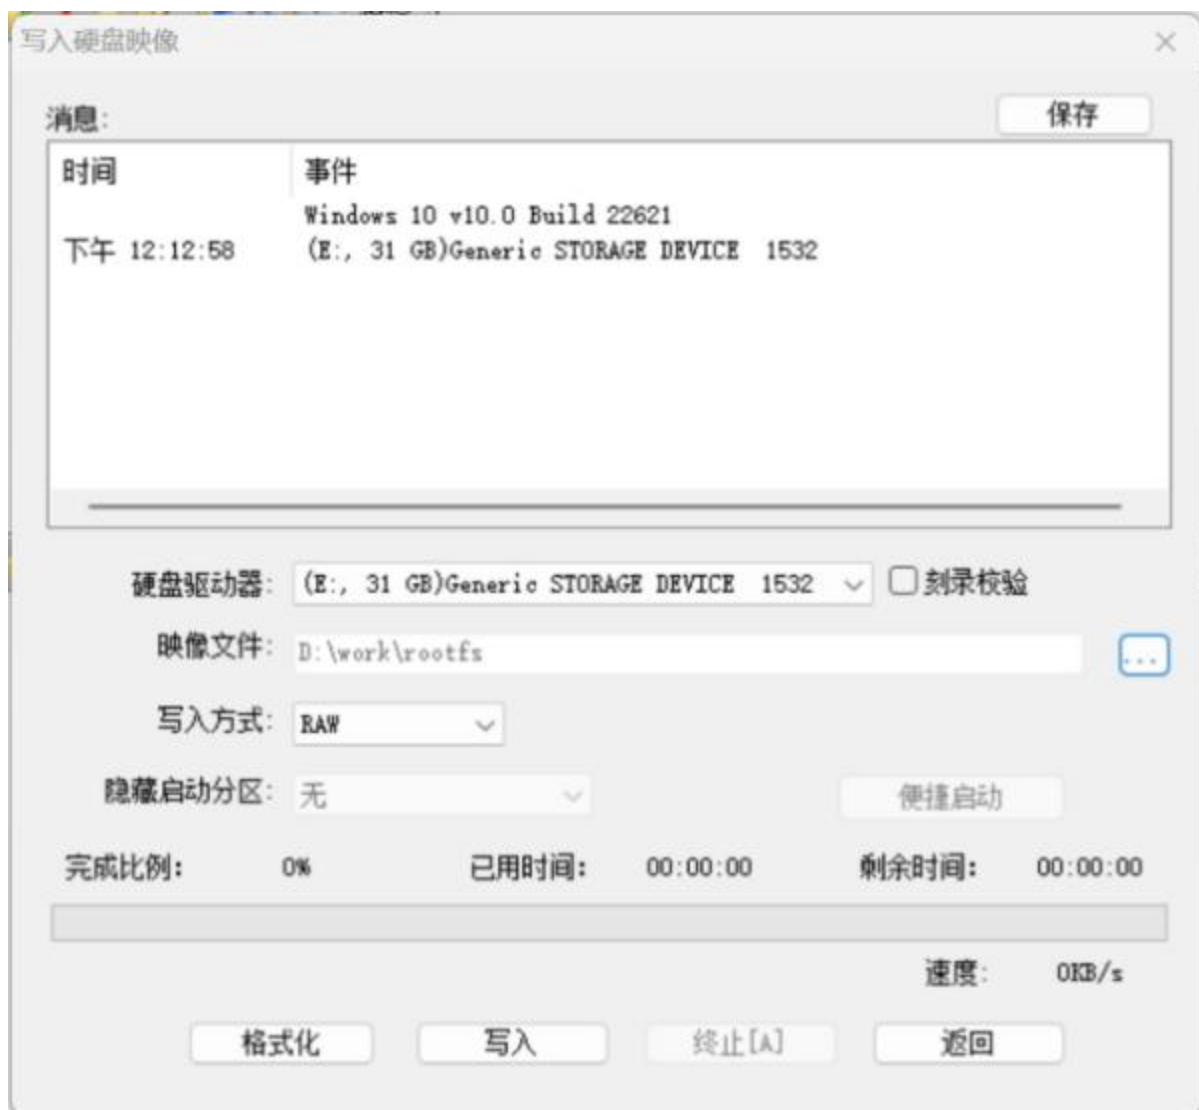 写入硬盘映像
消息:
保存
时间 事件
Windows 10 v10.0 Build 22621
下午 12:12:58 (E:, 31 GB)Generic STORAGE DEVICE 1532
硬盘驱动器: (E:, 31 GB)Generic STORAGE DEVICE 1532 刻录校验
映像文件: D:\work\rootfs ...
写入方式: RAW
隐藏启动分区: 无 便捷启动
完成比例: 0% 已用时间: 00:00:00 剩余时间: 00:00:00
速度: 0KB/s
格式化 写入 终止[A] 返回